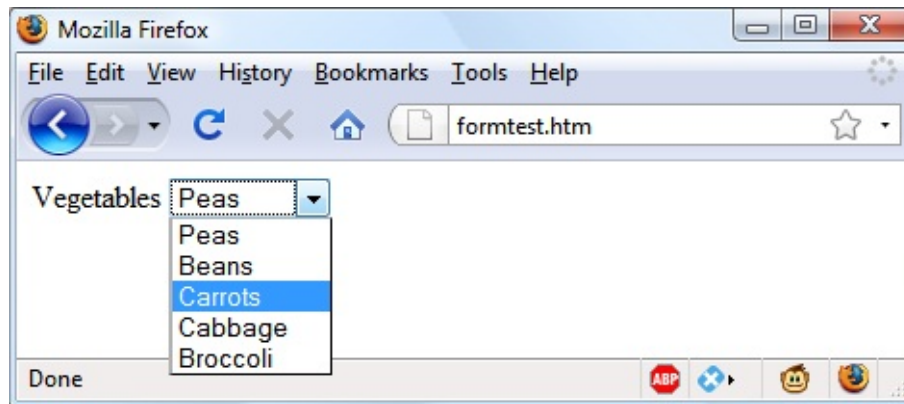 Mozilla Firefox
File Edit View History Bookmarks Tools Help
formtest.htm
Vegetables Peas
Peas
Beans
Carrots
Cabbage
Broccoli
Done ABP